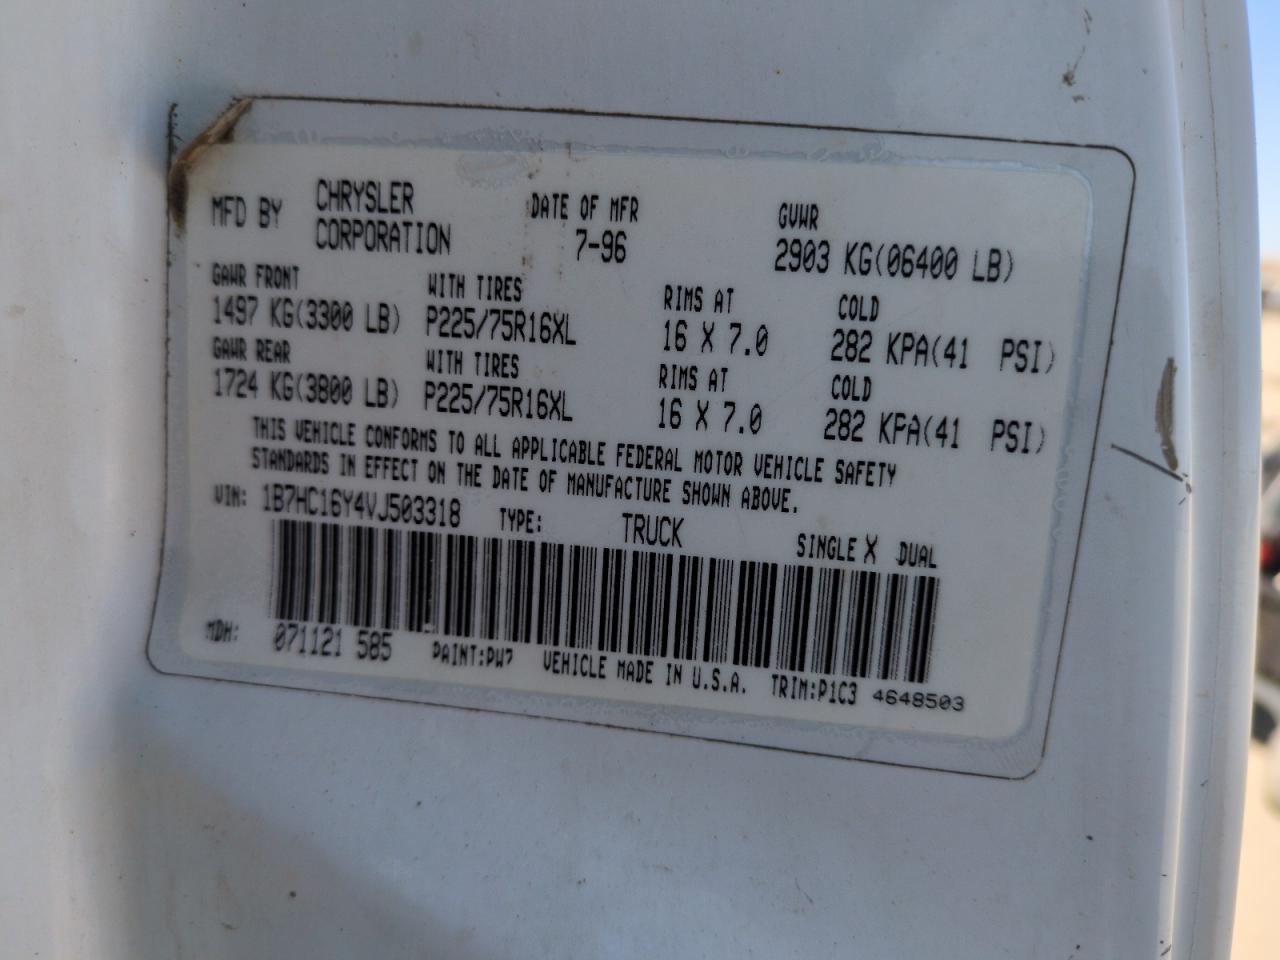 MFD BY CHRYSLER CORPORATION DATE OF MFR 7-96 GVWR 2903 KG(06400 LB)
GAWR FRONT WITH TIRES RIMS AT COLD
1497 KG(3300 LB) P225/75R16XL 16 X 7.0 282 KPA(41 PSI)
GAWR REAR WITH TIRES RIMS AT COLD
1724 KG(3800 LB) P225/75R16XL 16 X 7.0 282 KPA(41 PSI)
THIS VEHICLE CONFORMS TO ALL APPLICABLE FEDERAL MOTOR VEHICLE SAFETY
STANDARDS IN EFFECT ON THE DATE OF MANUFACTURE SHOWN ABOVE.
VIN: 1B7HC16Y4VJ503318 TYPE: TRUCK SINGLE X DUAL
MDH: 071121 585 PAINT:PW7 VEHICLE MADE IN U.S.A. TRIM:P1C3 4648503